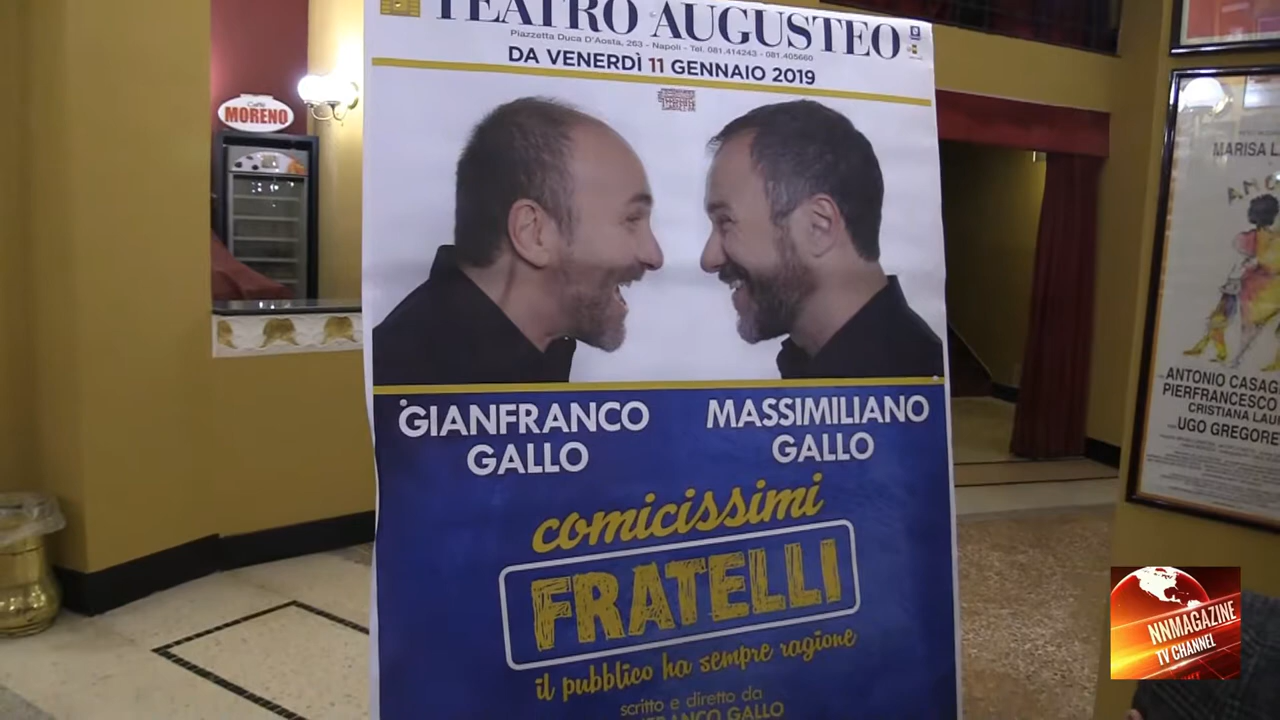 TEATRO AUGUSTEO
Piazzetta Duca D'Aosta, 263 - Napoli - Tel. 081.414243 - 081.405660
DA VENERDÌ 11 GENNAIO 2019
GIANFRANCO
GALLO
MASSIMILIANO
GALLO
comicissimi
FRATELLI
il pubblico ha sempre ragione
scritto e diretto da
GALLO
Caffè
MORENO
MARISA
ANTONIO
PIERFRANCESCO
CRISTIANA
UGO
NNMAGAZINE
TV CHANNEL